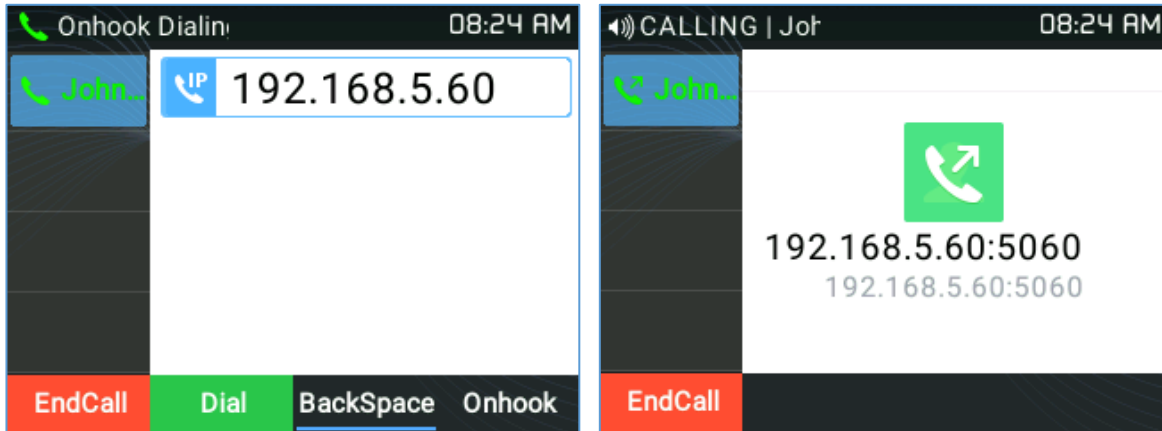 Onhook Dialing 08:24 AM
John...
IP 192.168.5.60
EndCall Dial BackSpace Onhook
CALLING | Joh 08:24 AM
John...
192.168.5.60:5060
192.168.5.60:5060
EndCall